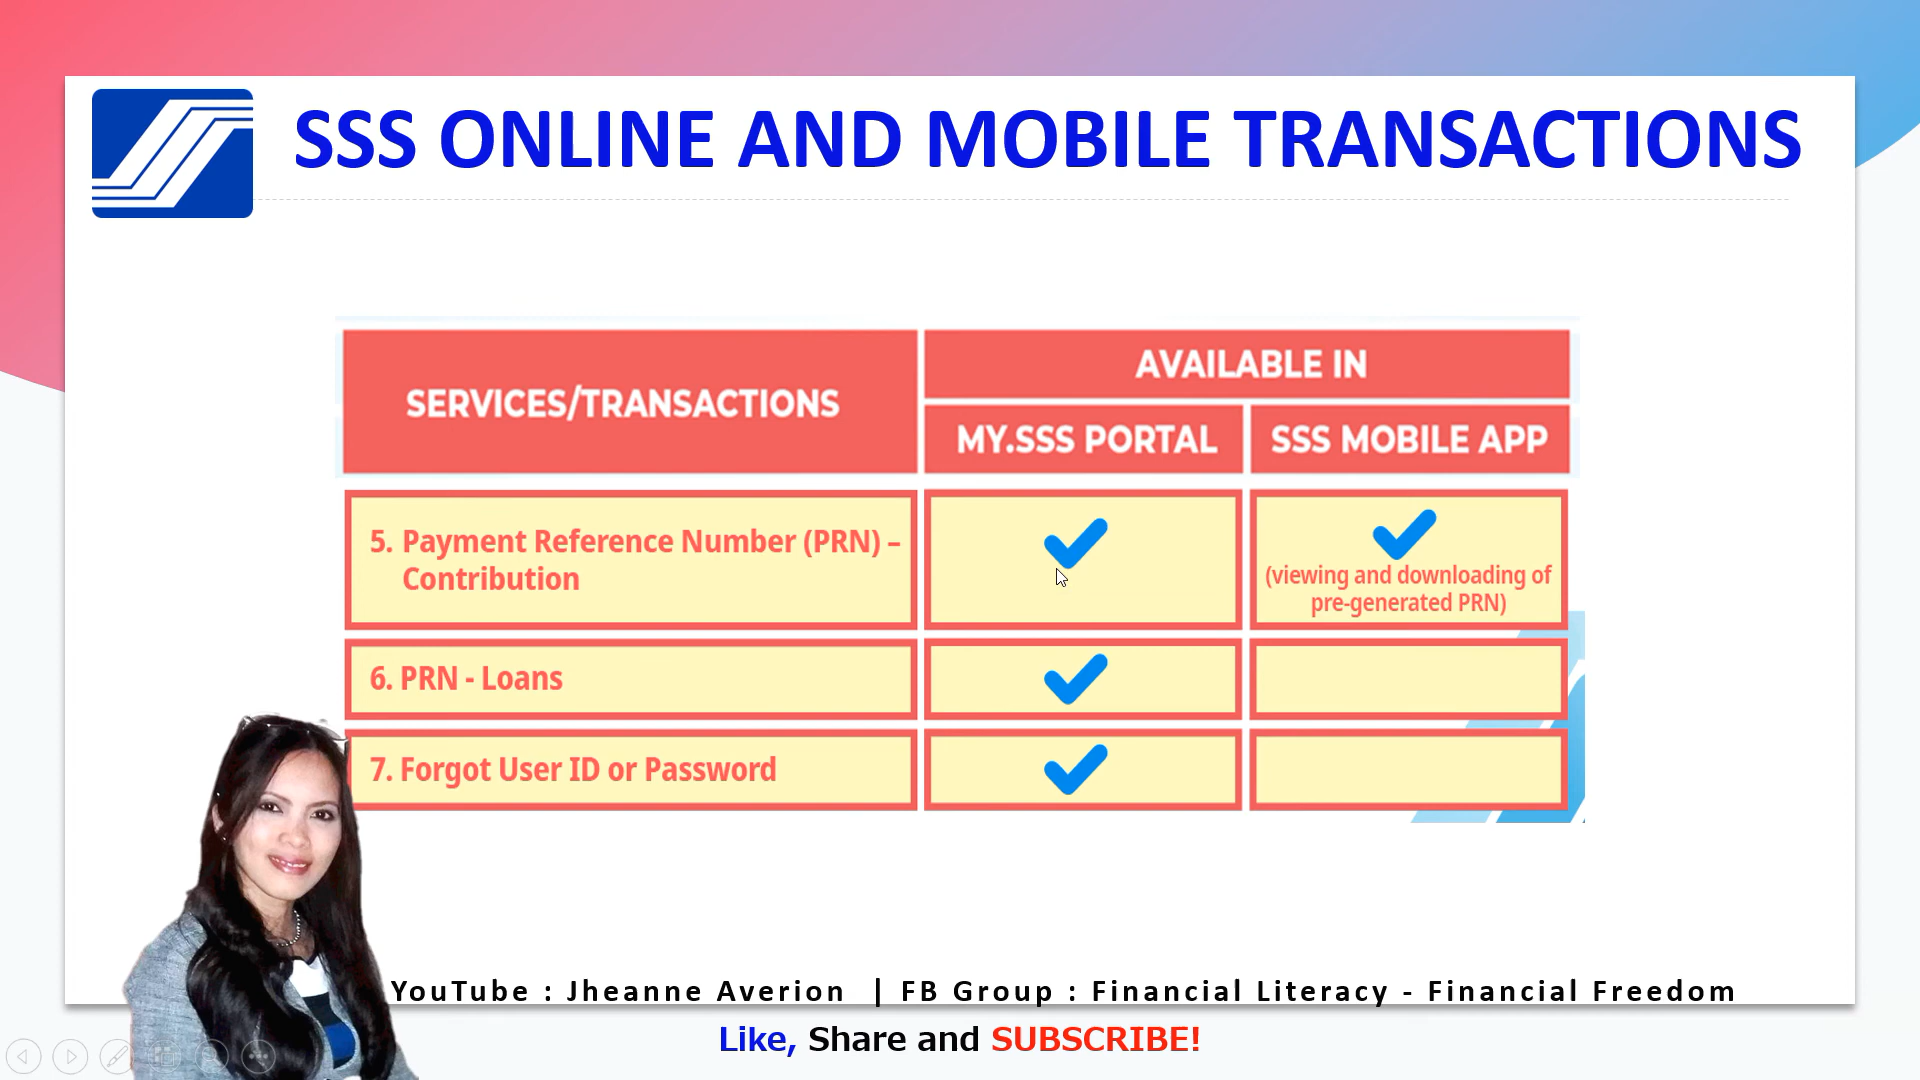 SSS ONLINE AND MOBILE TRANSACTIONS
SERVICES/TRANSACTIONS
AVAILABLE IN
MY.SSS PORTAL
SSS MOBILE APP
5. Payment Reference Number (PRN) –
Contribution
(viewing and downloading of
pre-generated PRN)
6. PRN - Loans
7. Forgot User ID or Password
YouTube : Jheanne Averion | FB Group : Financial Literacy - Financial Freedom
Like, Share and SUBSCRIBE!